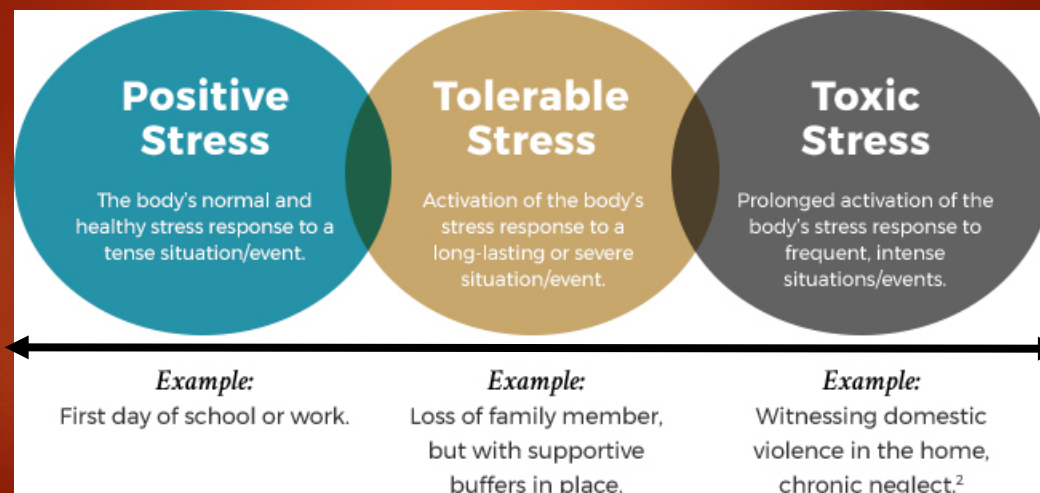 Positive
Stress
The body's normal and
healthy stress response to a
tense situation/event.
Tolerable
Stress
Activation of the body's
stress response to a
long-lasting or severe
situation/event.
Toxic
Stress
Prolonged activation of the
body's stress response to
frequent, intense
situations/events.
Example:
First day of school or work.
Example:
Loss of family member,
but with supportive
buffers in place.
Example:
Witnessing domestic
violence in the home,
chronic neglect.²